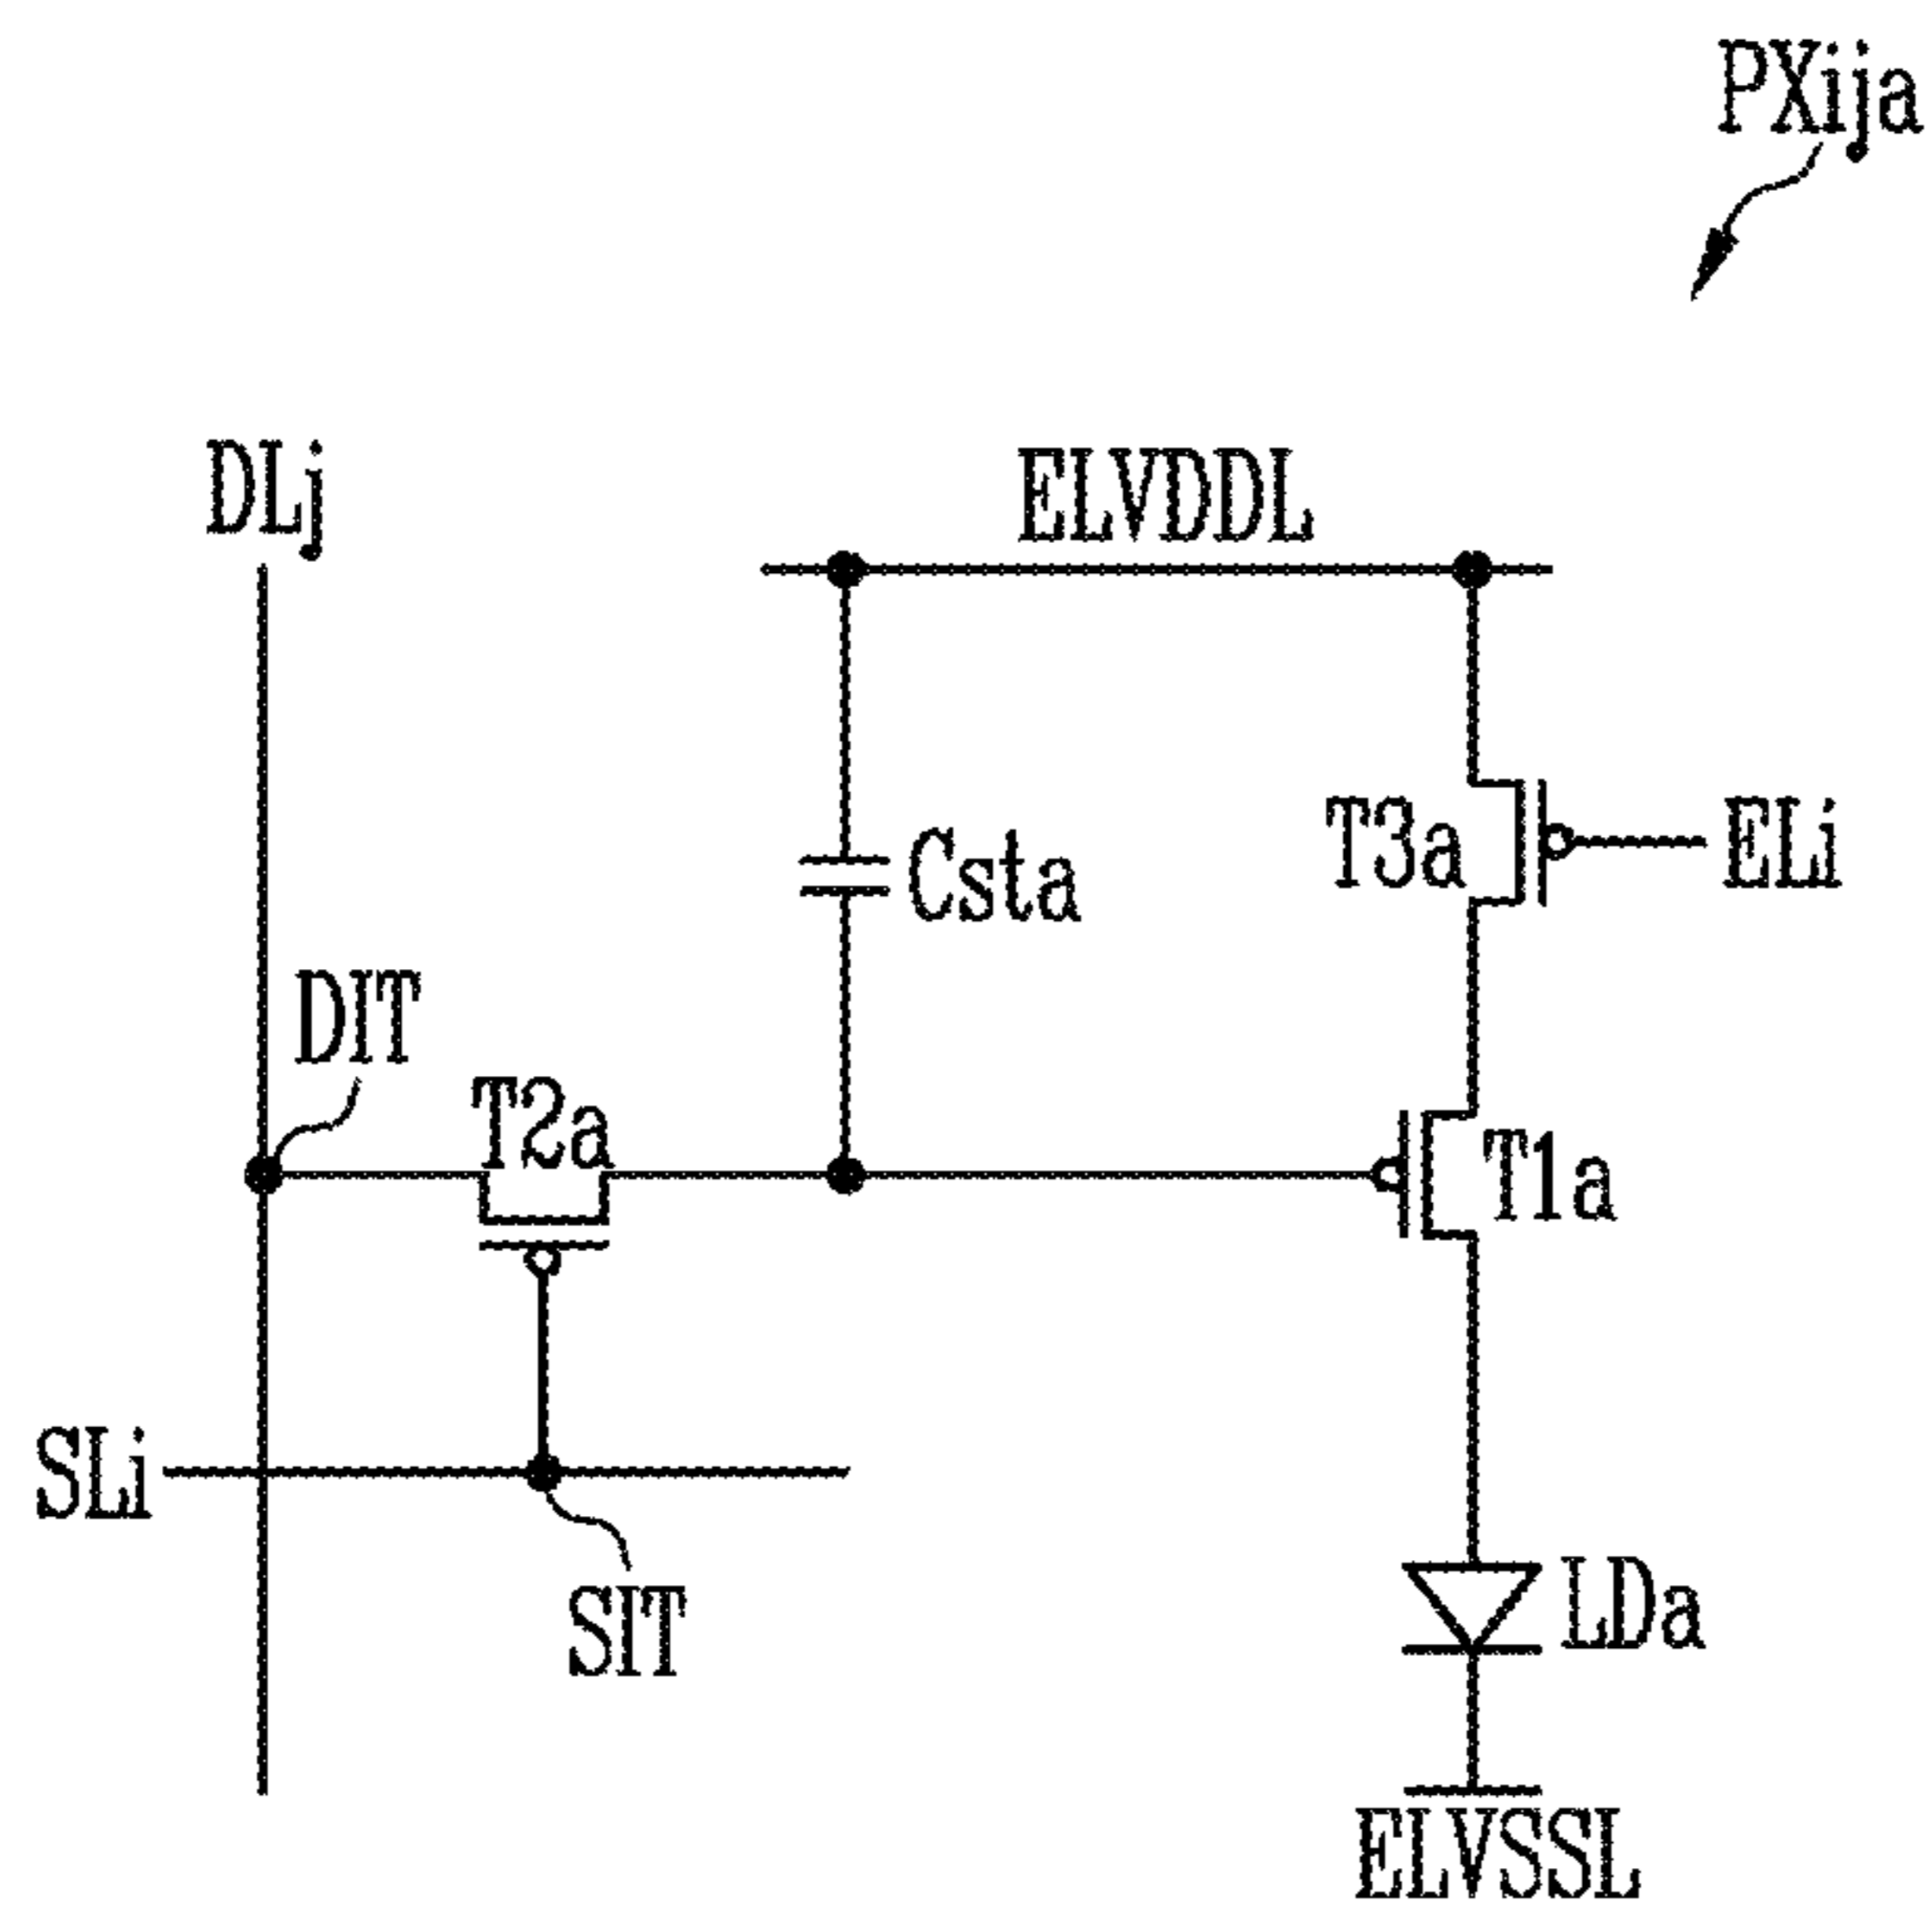 PXija
DLj
ELVDDL
T3a
ELi
Csta
DIT
T2a
T1a
SLi
SIT
LDa
ELVSSL